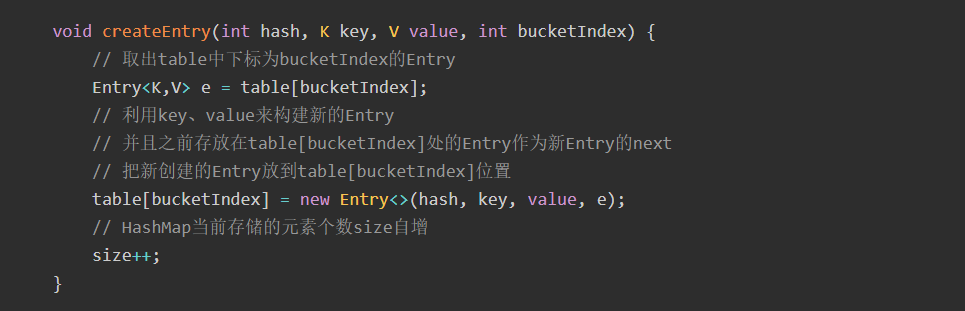 void createEntry(int hash, K key, V value, int bucketIndex) {
// 取出table中下标为bucketIndex的Entry
Entry<K,V> e = table[bucketIndex];
// 利用key、value来构建新的Entry
// 并且之前存放在table[bucketIndex]处的Entry作为新Entry的next
// 把新创建的Entry放到table[bucketIndex]位置
table[bucketIndex] = new Entry<>(hash, key, value, e);
// HashMap当前存储的元素个数size自增
size++;
}